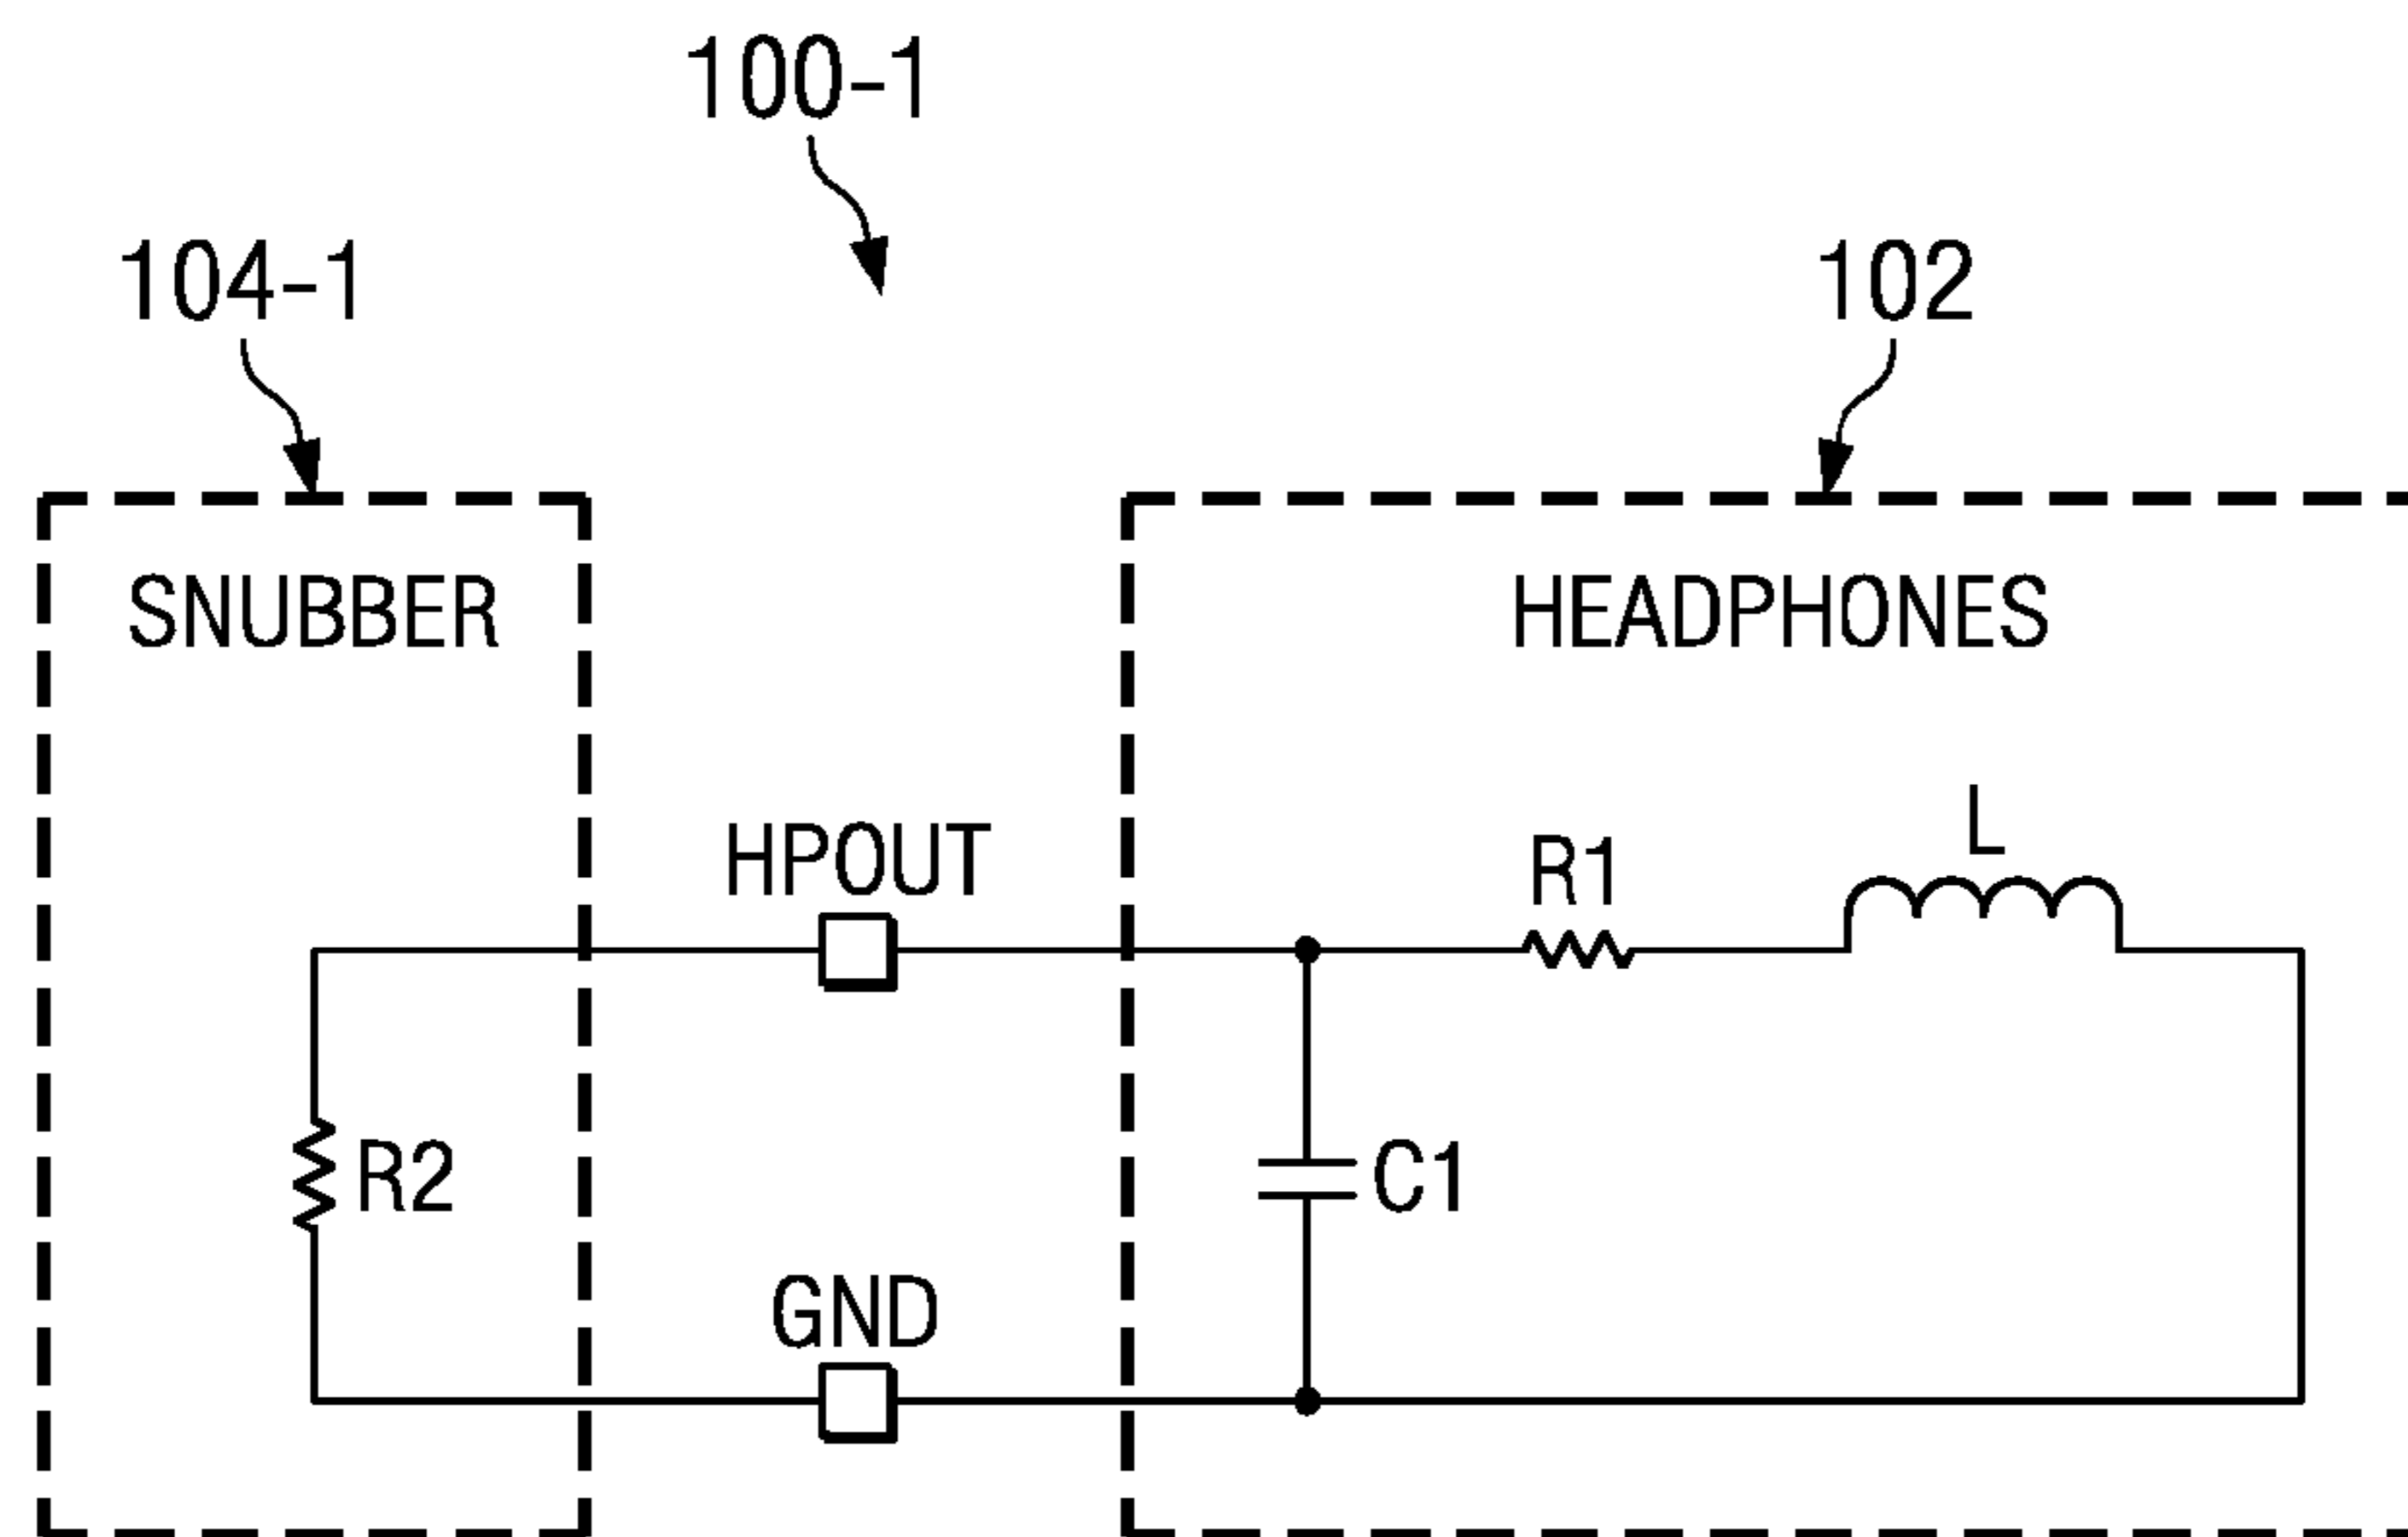 100-1
104-1
102
SNUBBER
HEADPHONES
L
HPOUT
R1
R2
C1
GND